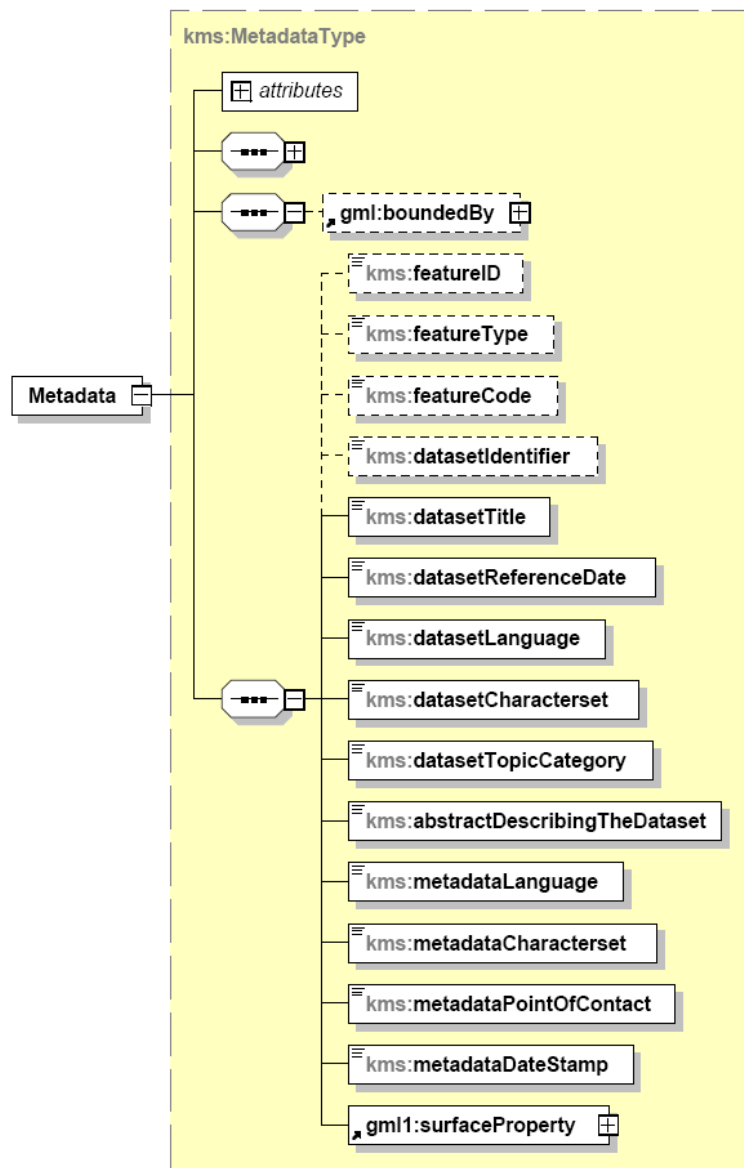 kms:MetadataType
attributes
gml:boundedBy
kms:featureID
kms:featureType
kms:featureCode
Metadata
kms:datasetIdentifier
kms:datasetTitle
kms:datasetReferenceDate
kms:datasetLanguage
kms:datasetCharacterset
kms:datasetTopicCategory
kms:abstractDescribingTheDataset
kms:metadataLanguage
kms:metadataCharacterset
kms:metadataPointOfContact
kms:metadataDateStamp
gml1:surfaceProperty